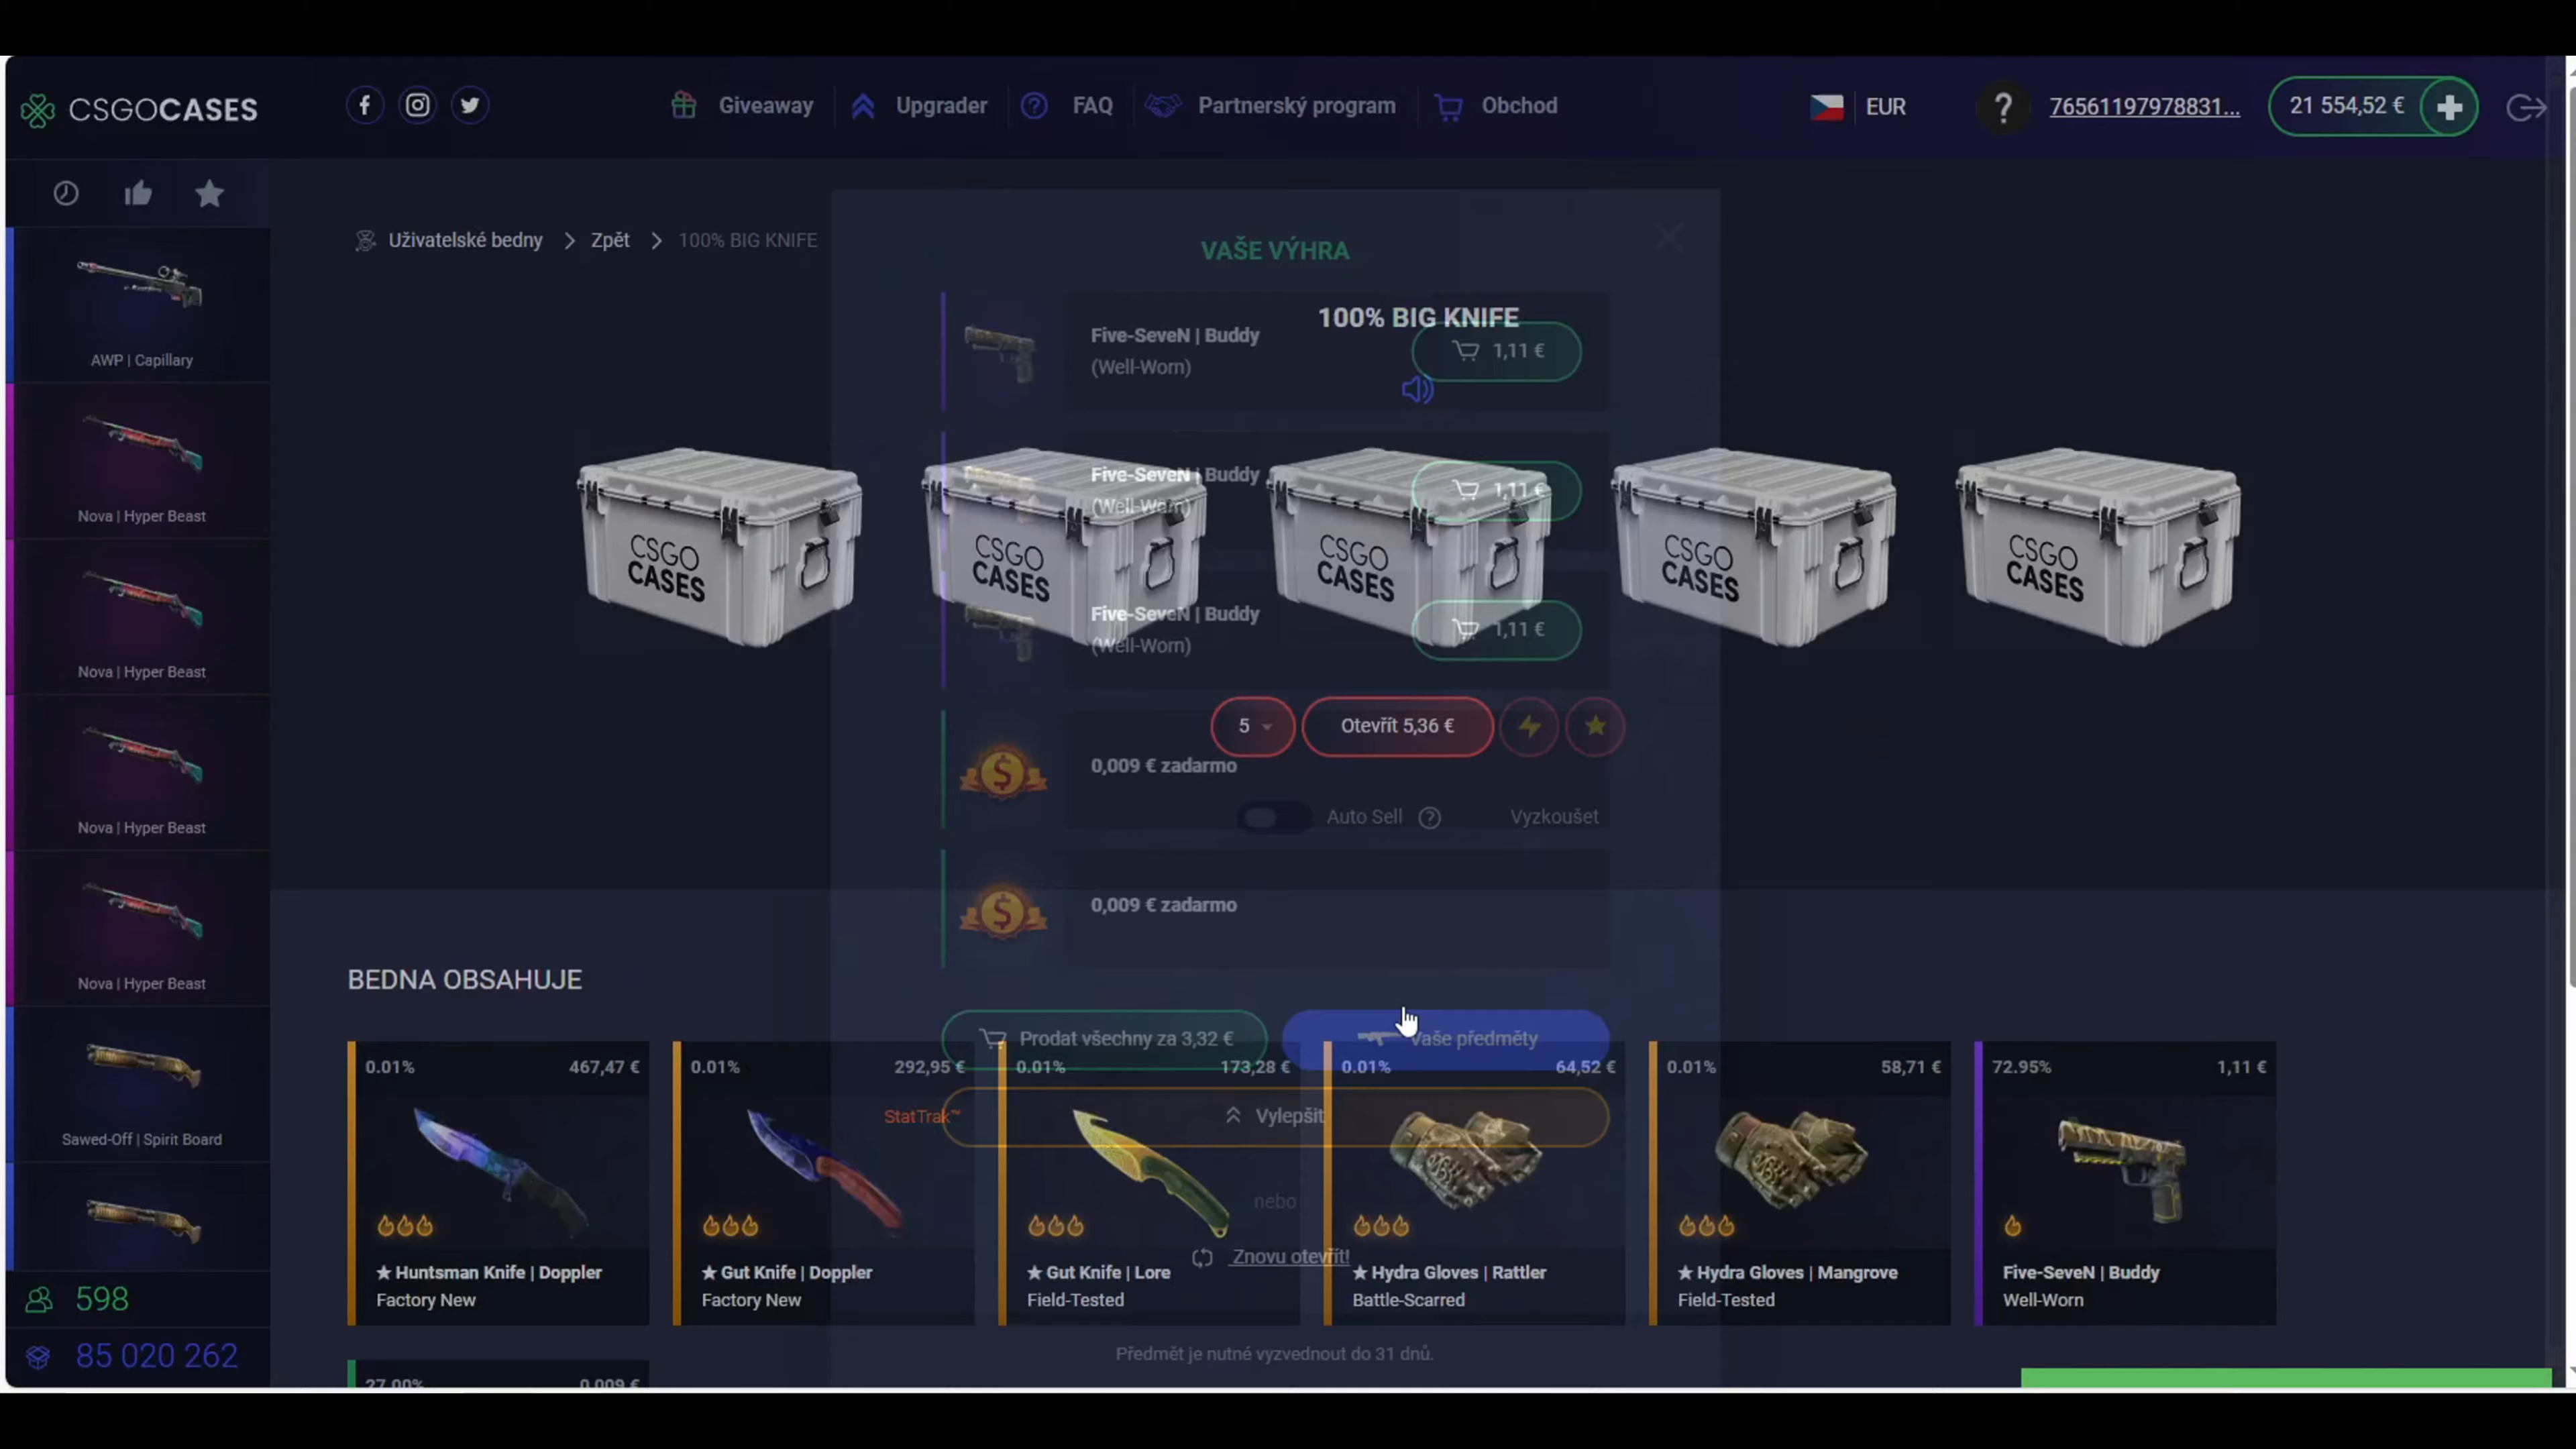 CSGOCASES
Giveaway
Upgrader
FAQ
Partnerský program
Obchod
EUR
?
76561197978831...
21 554,52 €
Uživatelské bedny
Zpět
100% BIG KNIFE
AWP | Capillary
Nova | Hyper Beast
Nova | Hyper Beast
Nova | Hyper Beast
Nova | Hyper Beast
Sawed-Off | Spirit Board
598
85 020 262
VAŠE VÝHRA
100% BIG KNIFE
Five-SeveN | Buddy
(Well-Worn)
1,11 €
Five-SeveN | Buddy
(Well-Worn)
1,11 €
Five-SeveN | Buddy
(Well-Worn)
1,11 €
CSGO
CASES
CSGO
CASES
CSGO
CASES
CSGO
CASES
CSGO
CASES
5
Otevřít 5,36 €
0,009 € zadarmo
Auto Sell
Vyzkoušet
0,009 € zadarmo
BEDNA OBSAHUJE
Prodat všechny za 3,32 €
Vaše předměty
Vylepšit
nebo
Znovu otevřít!
0.01%
467,47 €
★ Huntsman Knife | Doppler
Factory New
0.01%
292,95 €
StatTrak™
★ Gut Knife | Doppler
Factory New
0.01%
173,28 €
★ Gut Knife | Lore
Field-Tested
0.01%
64,52 €
★ Hydra Gloves | Rattler
Battle-Scarred
0.01%
58,71 €
★ Hydra Gloves | Mangrove
Field-Tested
72.95%
1,11 €
Five-SeveN | Buddy
Well-Worn
Předmět je nutné vyzvednout do 31 dnů.
27.00%
0,009 €